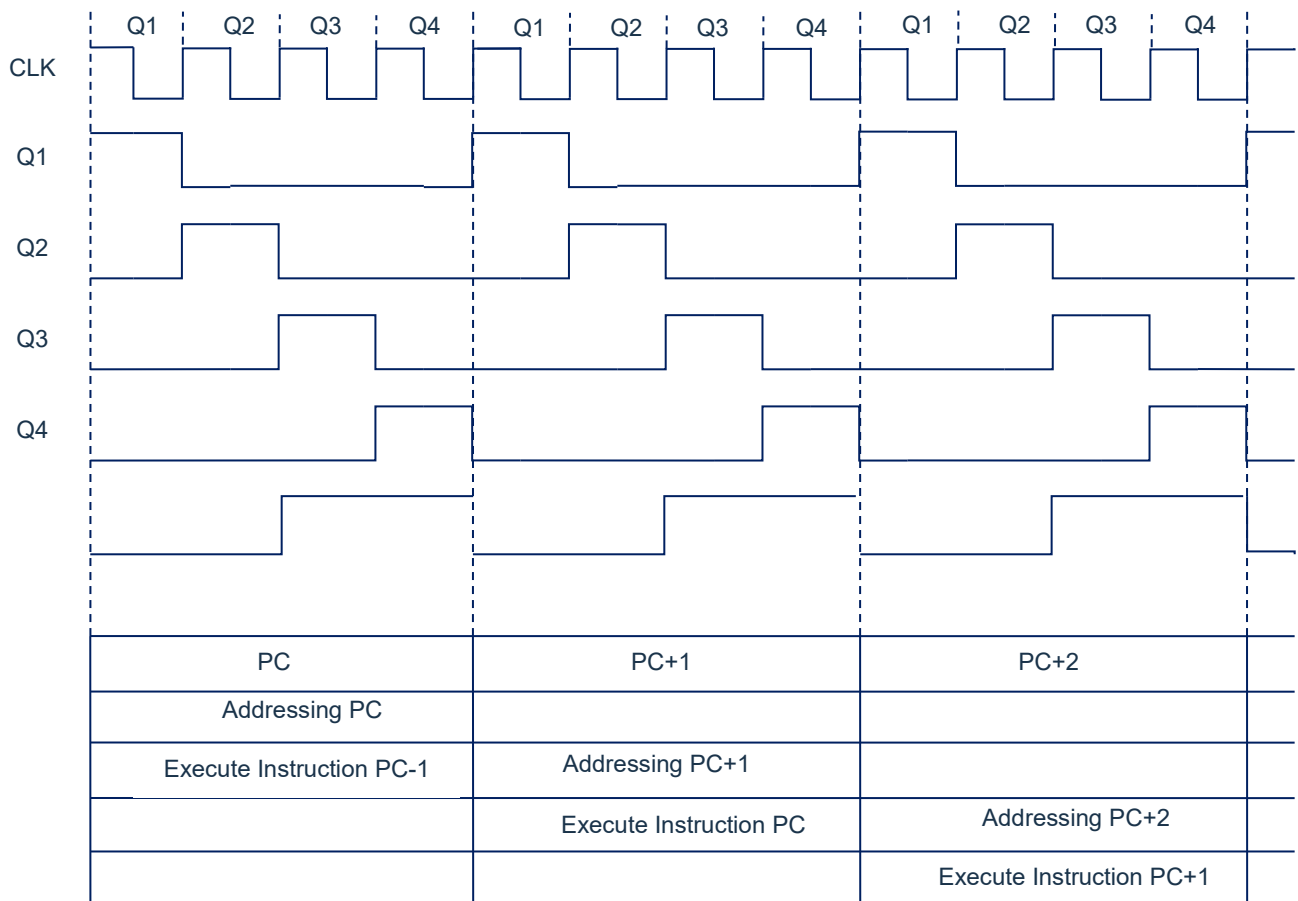 Q1 Q2 Q3 Q4 Q1 Q2 Q3 Q4 Q1 Q2 Q3 Q4
CLK
Q1
Q2
Q3
Q4
PC PC+1 PC+2
Addressing PC
Execute Instruction PC-1 Addressing PC+1
Execute Instruction PC Addressing PC+2
Execute Instruction PC+1